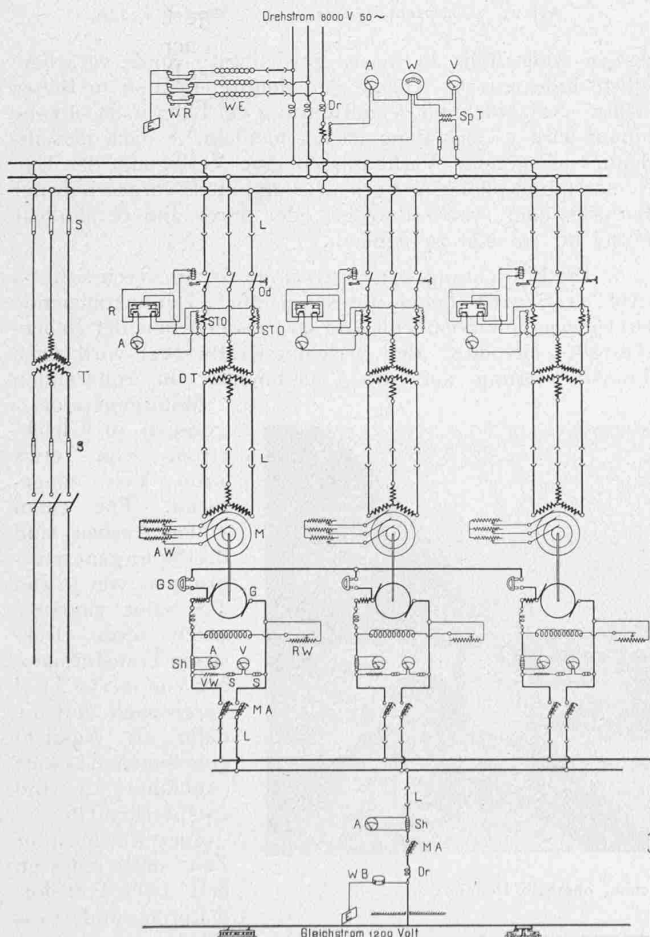 Drehstrom 8000 V 50~
A W V
WR WE Dr SpT
E
S L
Od
R
STO STO
A A A
T DT
S L
M
AW
GS G
A V RW
Sh
VW S S
MA
L
L
A Sh
MA
WB Dr
E
Gleichstrom 1200 Volt